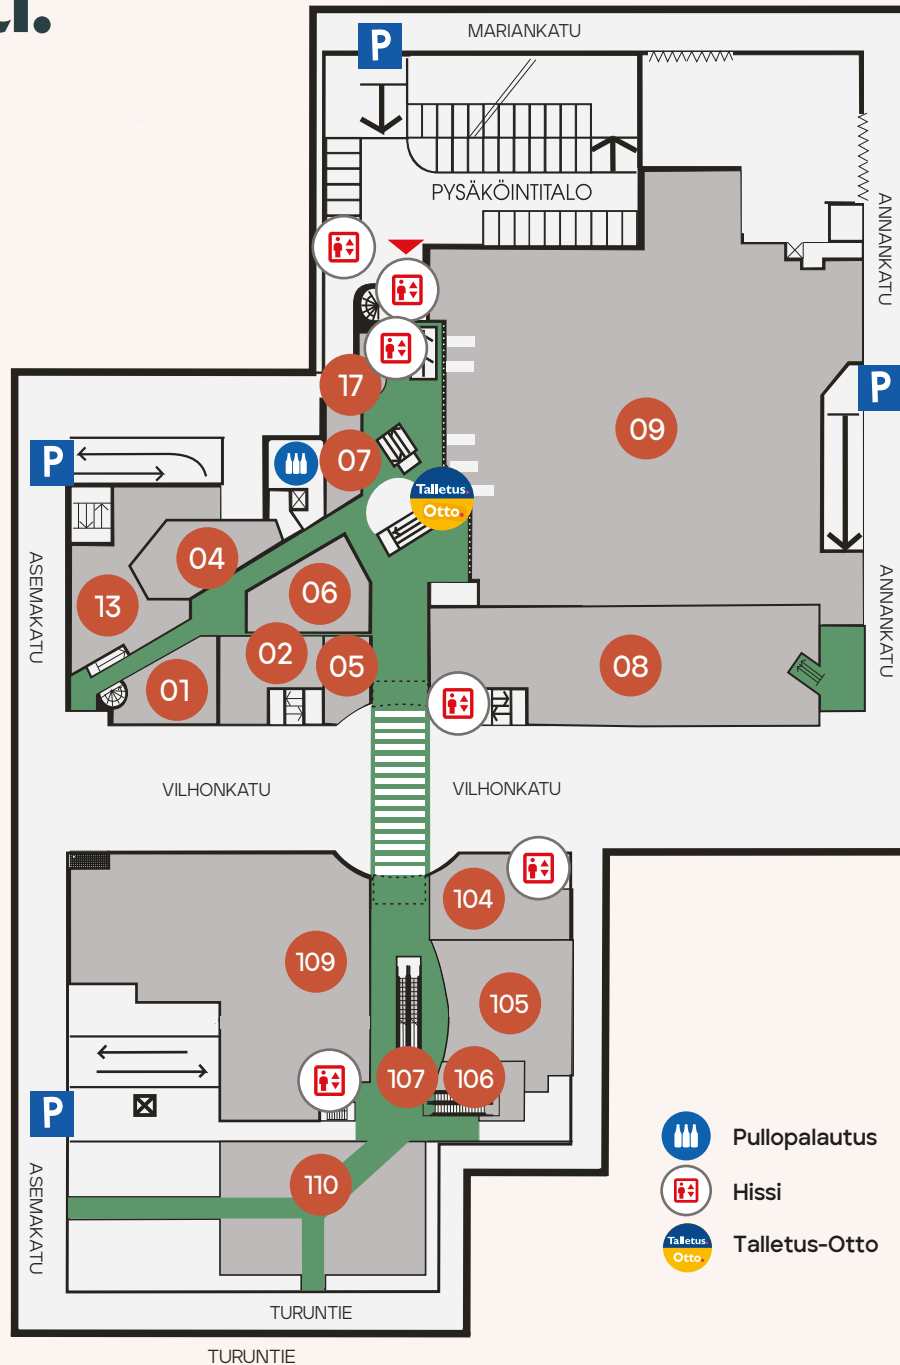 MARIANKATU
P
PYSÄKÖINTITALO
ANNANKATU
17
P
09
07
P
Talletus.
Otto.
04
ASEMAKATU
06
13
ANNANKATU
02
05
08
01
VILHONKATU
VILHONKATU
104
109
105
107
106
P
Pullopalautus
ASEMAKATU
110
Hissi
Talletus.
Otto.
Talletus-Otto
TURUNTIE
TURUNTIE